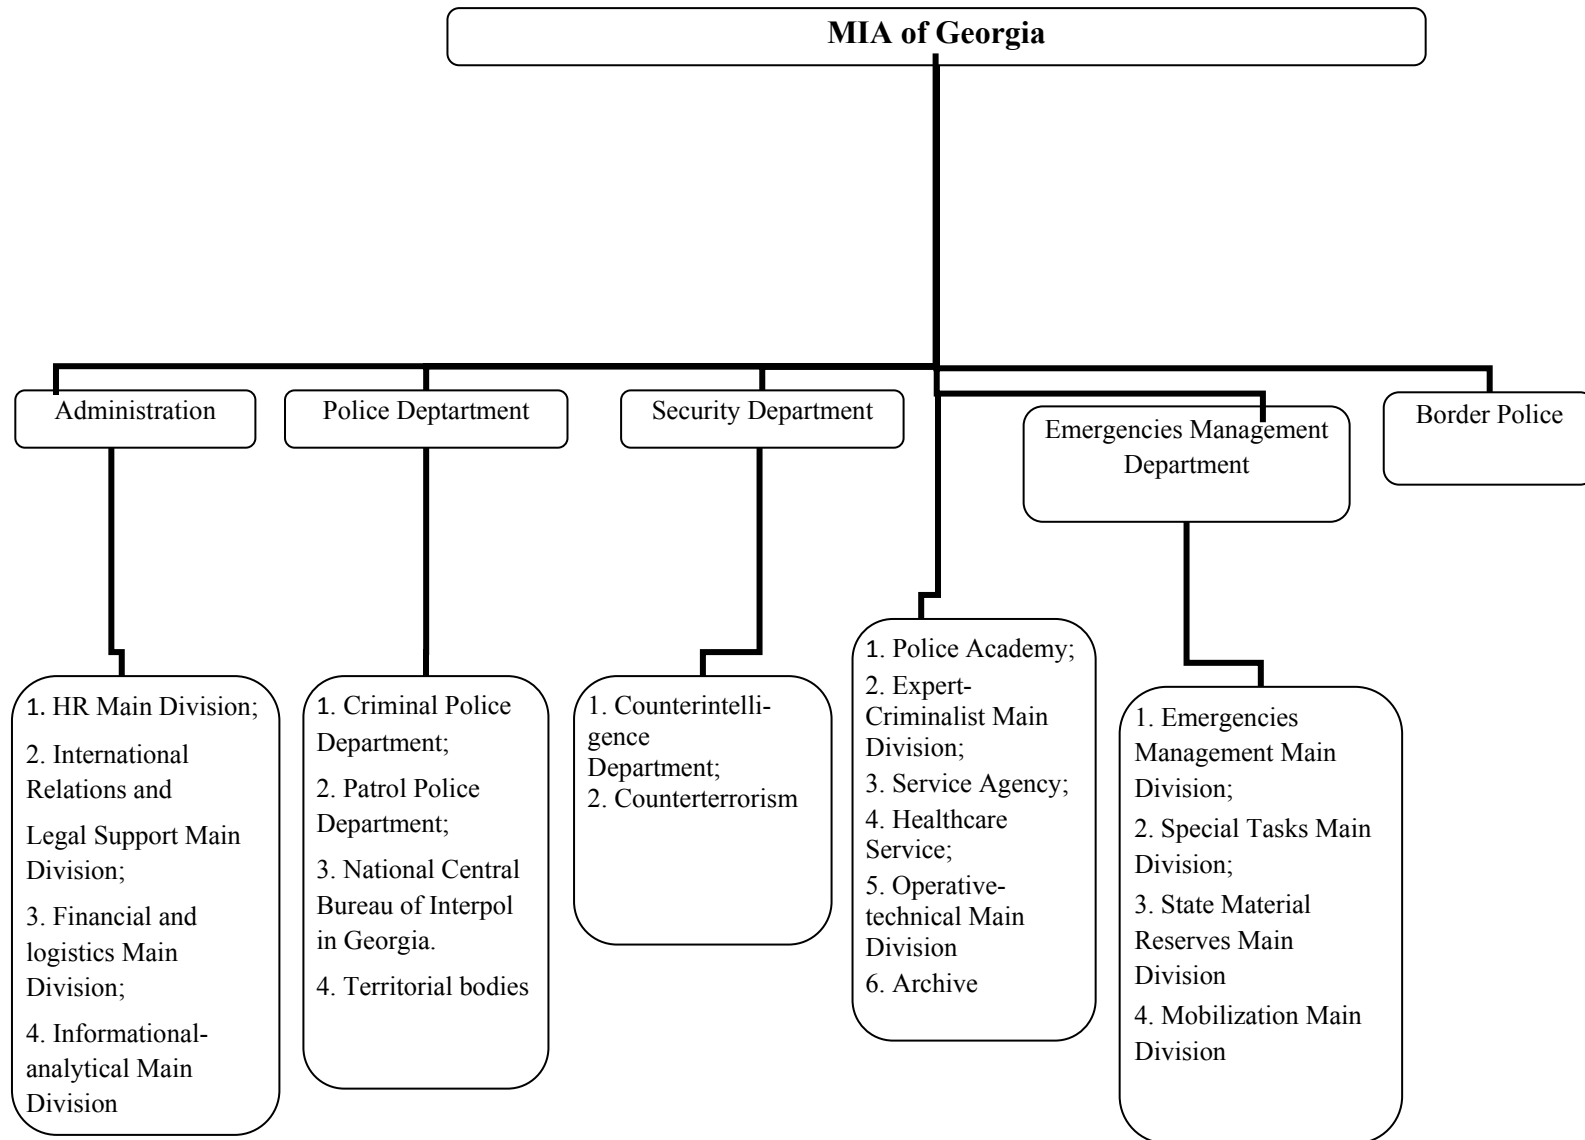 MIA of Georgia
Administration
Police Deptartment
Security Department
Emergencies Management
Department
Border Police
1. HR Main Division;
2. International
Relations and
Legal Support Main
Division;
3. Financial and
logistics Main
Division;
4. Informational-
analytical Main
Division
1. Criminal Police
Department;
2. Patrol Police
Department;
3. National Central
Bureau of Interpol
in Georgia.
4. Territorial bodies
1. Counterintelli-
gence
Department;
2. Counterterrorism
1. Police Academy;
2. Expert-
Criminalist Main
Division;
3. Service Agency;
4. Healthcare
Service;
5. Operative-
technical Main
Division
6. Archive
1. Emergencies
Management Main
Division;
2. Special Tasks Main
Division;
3. State Material
Reserves Main
Division
4. Mobilization Main
Division